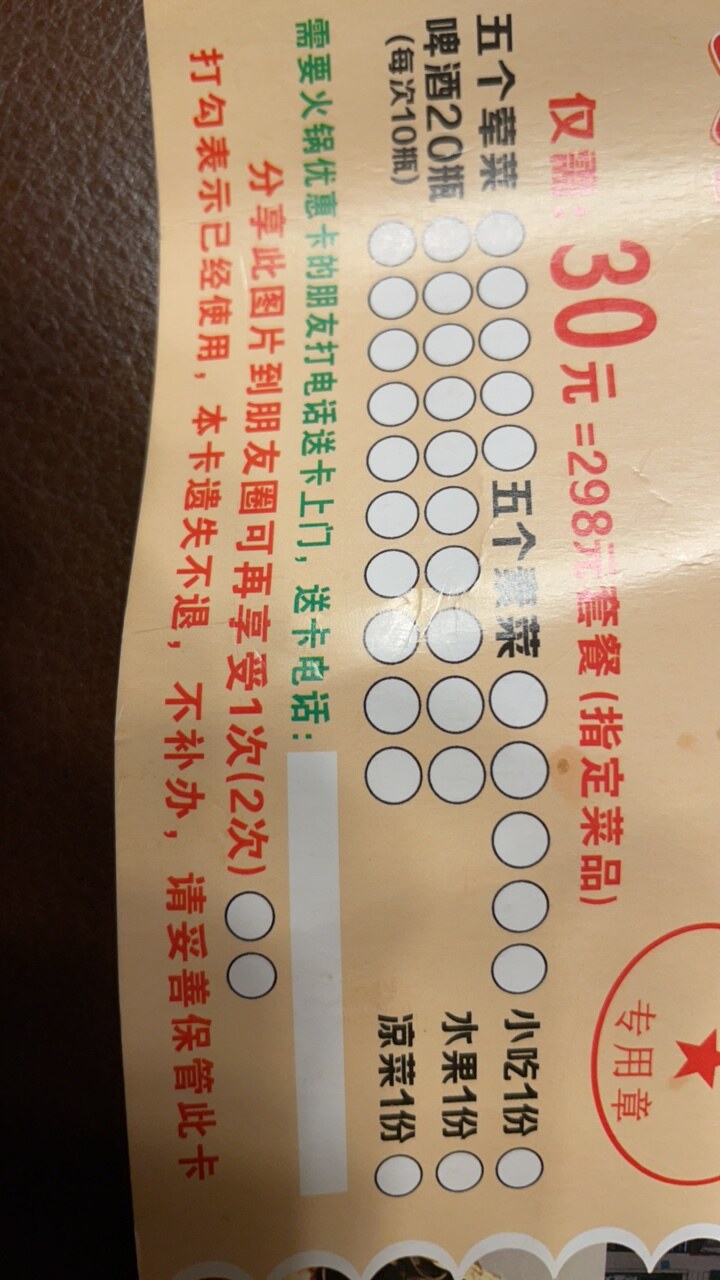 仅需：30元=298元套餐(指定菜品)
专用章
五个荤菜
五个素菜
小吃1份
啤酒20瓶
水果1份
(每次10瓶)
凉菜1份
需要火锅优惠卡的朋友打电话送卡上门，送卡电话：
分享此图片到朋友圈可再享受1次(2次)
打勾表示已经使用，本卡遗失不退，不补办，请妥善保管此卡